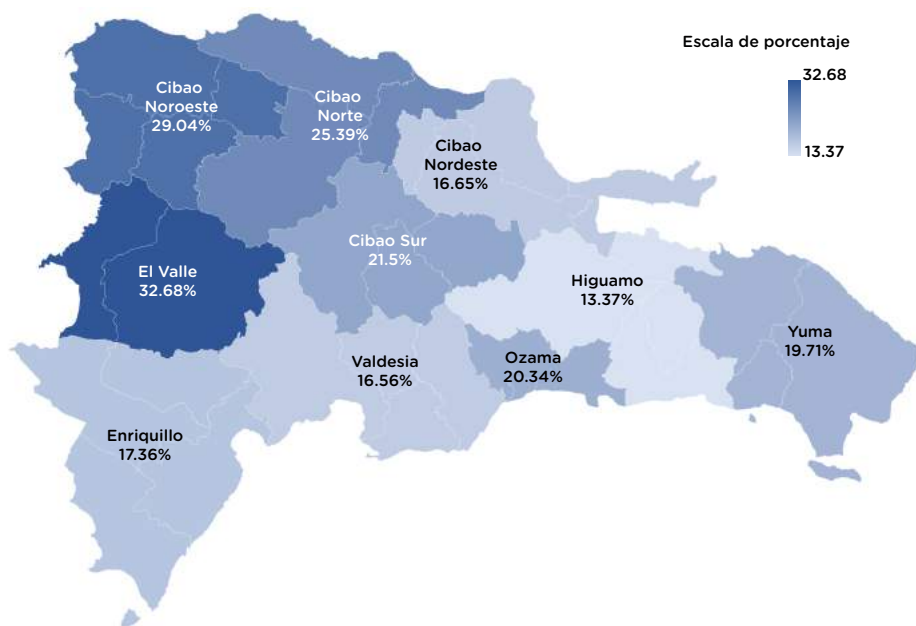 Escala de porcentaje
32.68
13.37
Cibao
Noroeste
29.04%
Cibao
Norte
25.39%
Cibao
Nordeste
16.65%
Cibao Sur
21.5%
El Valle
32.68%
Higuamo
13.37%
Yuma
19.71%
Valdesia
16.56%
Ozama
20.34%
Enriquillo
17.36%